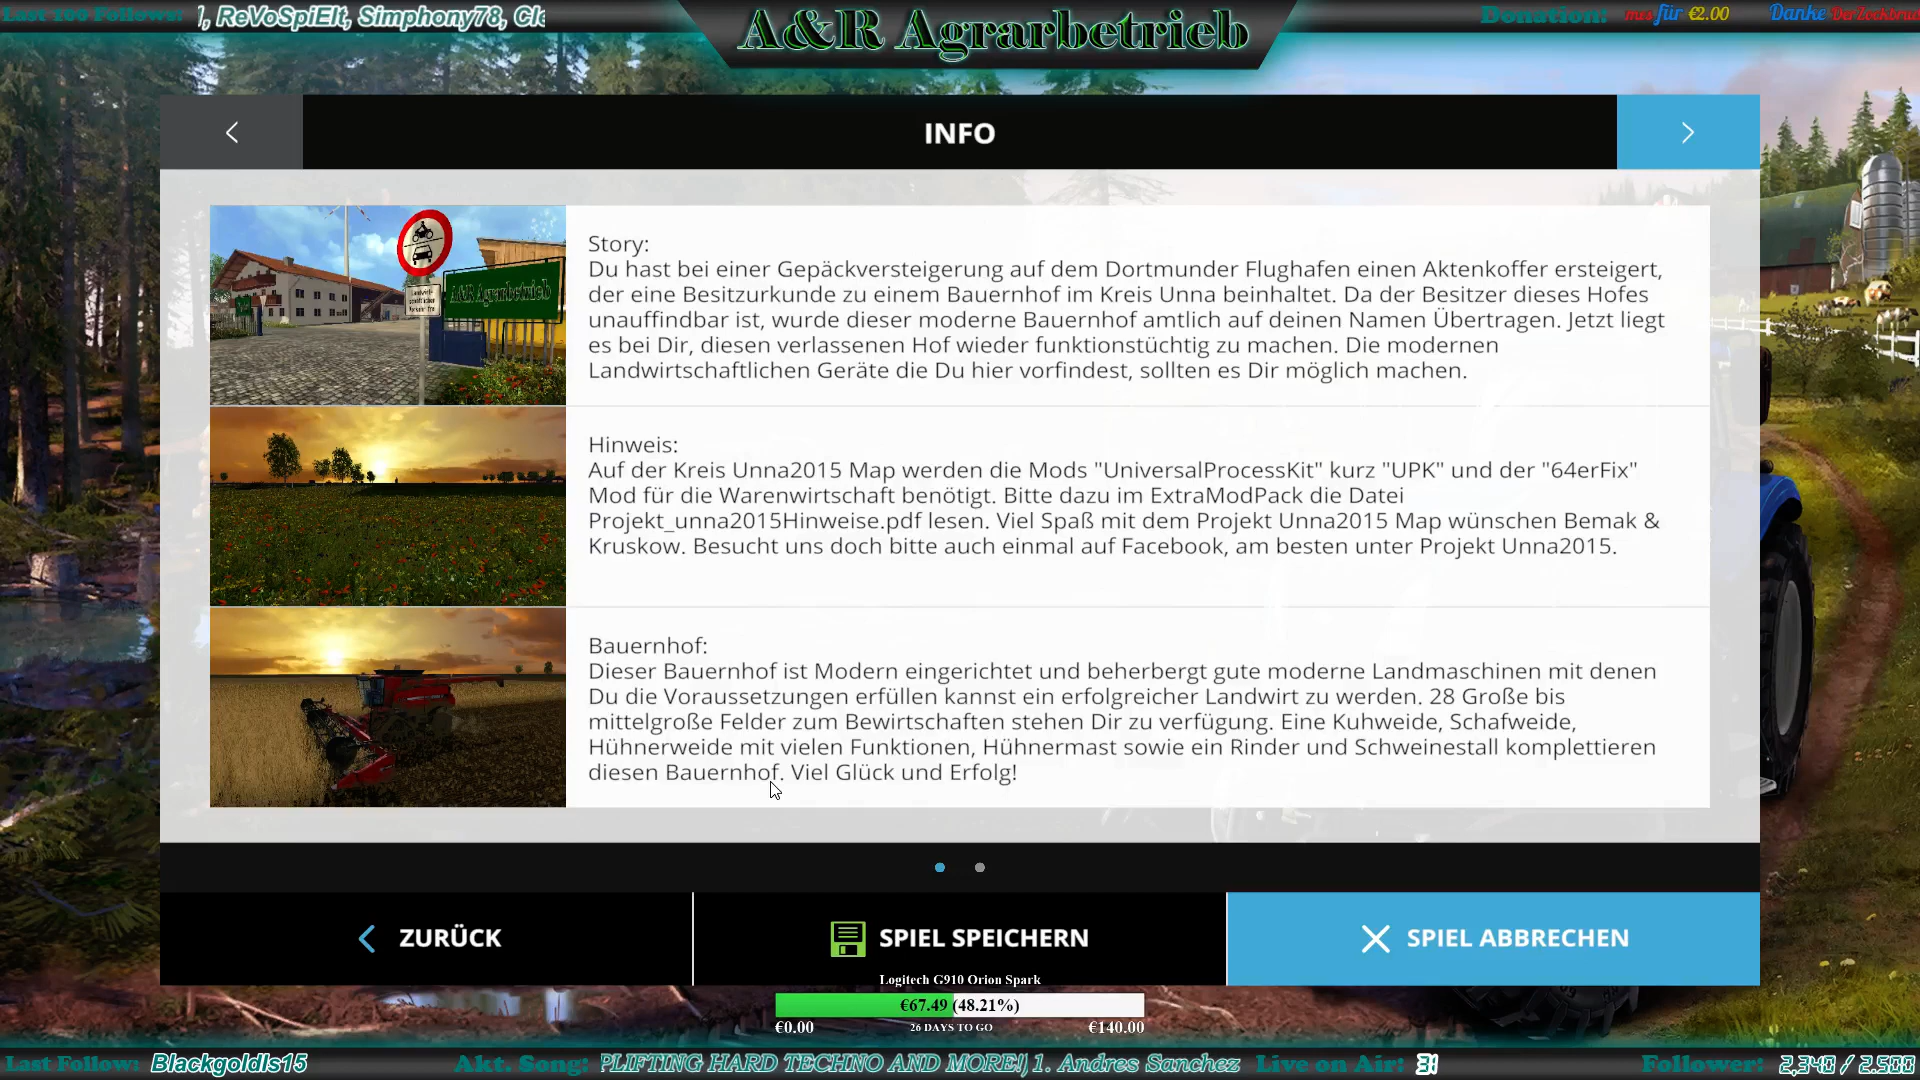 Last 100 Follows: , ReVoSpiElt, Simphony78, Cle
A&R Agrarbetrieb
Donation: für €2.00 Danke
INFO
A&R Agrarbetrieb
Story:
Du hast bei einer Gepäckversteigerung auf dem Dortmunder Flughafen einen Aktenkoffer ersteigert,
der eine Besitzurkunde zu einem Bauernhof im Kreis Unna beinhaltet. Da der Besitzer dieses Hofes
unauffindbar ist, wurde dieser moderne Bauernhof amtlich auf deinen Namen Übertragen. Jetzt liegt
es bei Dir, diesen verlassenen Hof wieder funktionstüchtig zu machen. Die modernen
Landwirtschaftlichen Geräte die Du hier vorfindest, sollten es Dir möglich machen.
Hinweis:
Auf der Kreis Unna2015 Map werden die Mods "UniversalProcessKit" kurz "UPK" und der "64erFix"
Mod für die Warenwirtschaft benötigt. Bitte dazu im ExtraModPack die Datei
Projekt_unna2015Hinweise.pdf lesen. Viel Spaß mit dem Projekt Unna2015 Map wünschen Bemak &
Kruskow. Besucht uns doch bitte auch einmal auf Facebook, am besten unter Projekt Unna2015.
Bauernhof:
Dieser Bauernhof ist Modern eingerichtet und beherbergt gute moderne Landmaschinen mit denen
Du die Voraussetzungen erfüllen kannst ein erfolgreicher Landwirt zu werden. 28 Große bis
mittelgroße Felder zum Bewirtschaften stehen Dir zu verfügung. Eine Kuhweide, Schafweide,
Hühnerweide mit vielen Funktionen, Hühnermast sowie ein Rinder und Schweinestall komplettieren
diesen Bauernhof. Viel Glück und Erfolg!
ZURÜCK
SPIEL SPEICHERN
SPIEL ABBRECHEN
Logitech G910 Orion Spark
€67.49 (48.21%)
€0.00 26 DAYS TO GO €140.00
Last Follow: Blackgoldls15
Akt. Song: PLIFTING HARD TECHNO AND MORE!) 1. Andres Sanchez
Live on Air: 31
Follower: 2,340 / 2.500